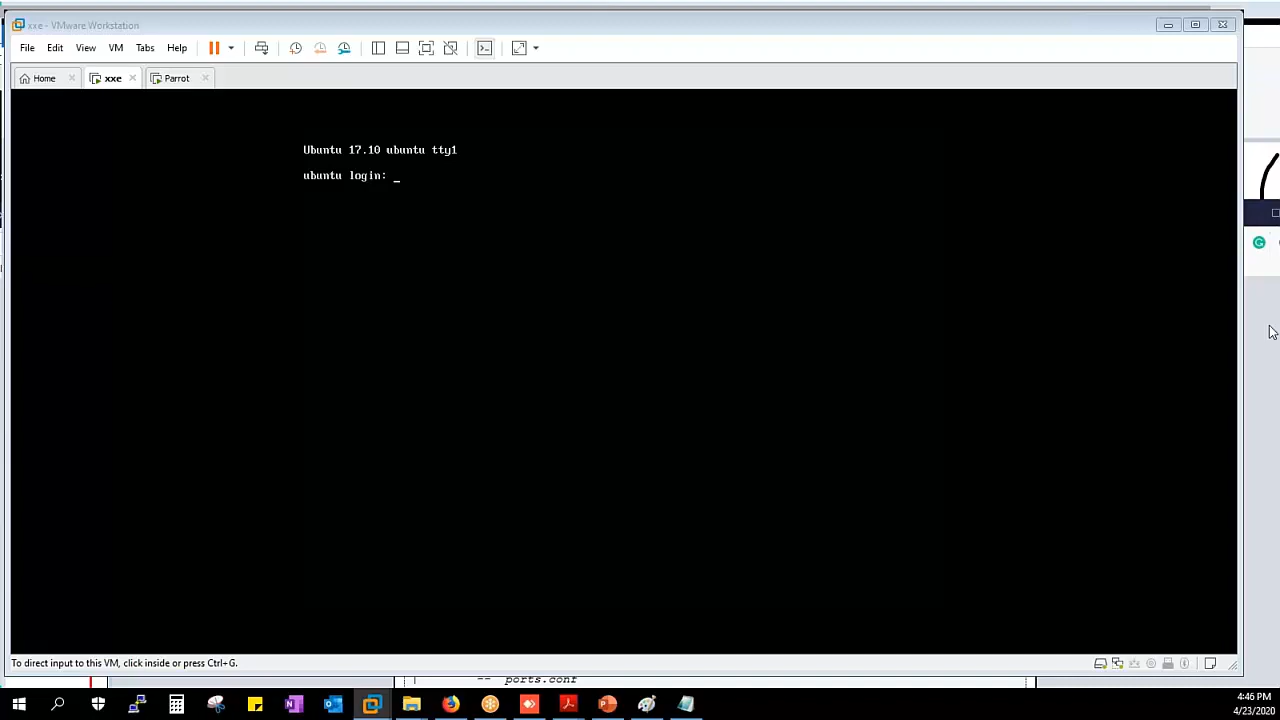 xxe - VMware Workstation
File Edit View VM Tabs Help
Home xxe Parrot
Ubuntu 17.10 ubuntu tty1
ubuntu login: _
To direct input to this VM, click inside or press Ctrl+G.
-- ports.conf
4:46 PM
4/23/2020